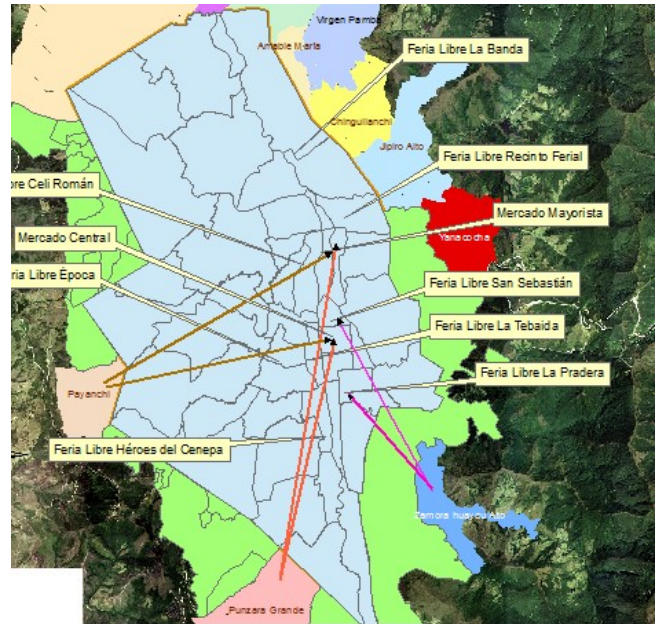 Virgen Pamba
Feria Libre La Banda
Amable María
Chinguilanchi
Jipiro Alto
Feria Libre Recinto Ferial
bre Celi Román
Mercado Mayorista
Mercado Central
Yanacocha
ria Libre Época
Feria Libre San Sebastián
Feria Libre La Tebaida
Feria Libre La Pradera
Payanchi
Feria Libre Héroes del Cenepa
Zamora huayco Alto
Punzara Grande